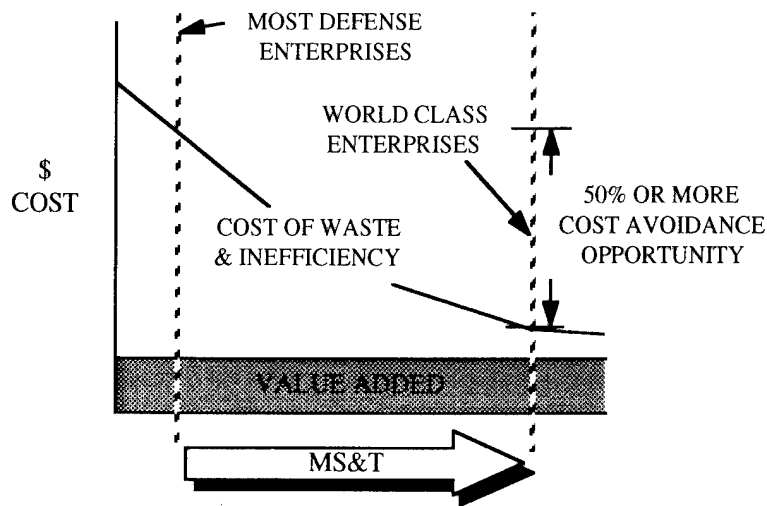 MOST DEFENSE
ENTERPRISES
WORLD CLASS
ENTERPRISES
$
COST
50% OR MORE
COST AVOIDANCE
OPPORTUNITY
COST OF WASTE
& INEFFICIENCY
VALUE ADDED
MS&T